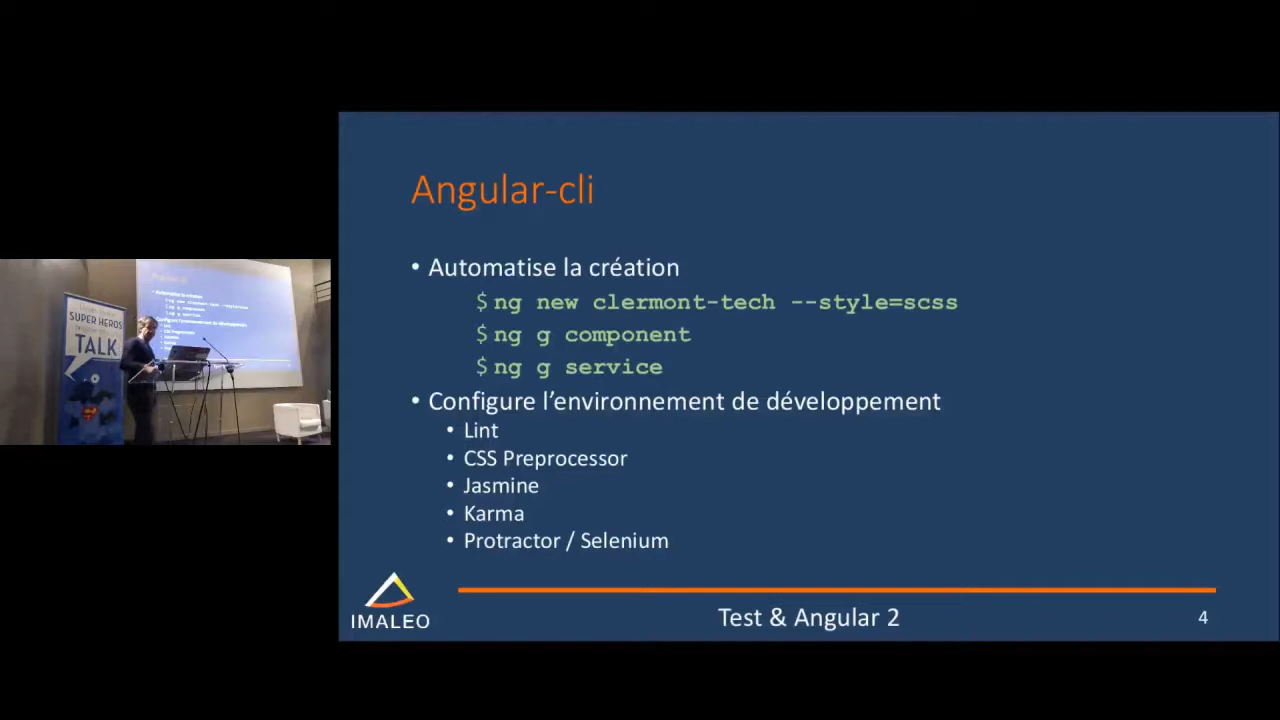 Angular-cli
• Automatise la création
$ ng new clermont-tech --style=scss
$ ng g component
$ ng g service
• Configure l’environnement de développement
• Lint
• CSS Preprocessor
• Jasmine
• Karma
• Protractor / Selenium
IMALEO
Test & Angular 2
4
SUPER HEROS
TALK